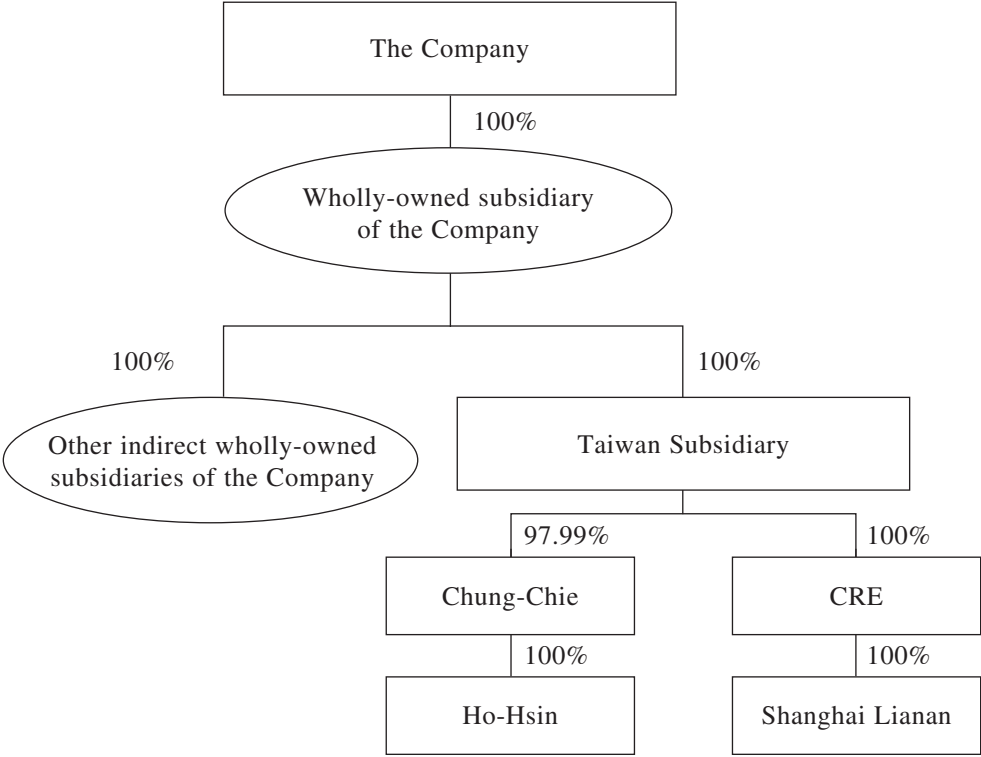 The Company
100%
Wholly-owned subsidiary
of the Company
100%
100%
Other indirect wholly-owned
subsidiaries of the Company
Taiwan Subsidiary
97.99%
100%
Chung-Chie
CRE
100%
100%
Ho-Hsin
Shanghai Lianan